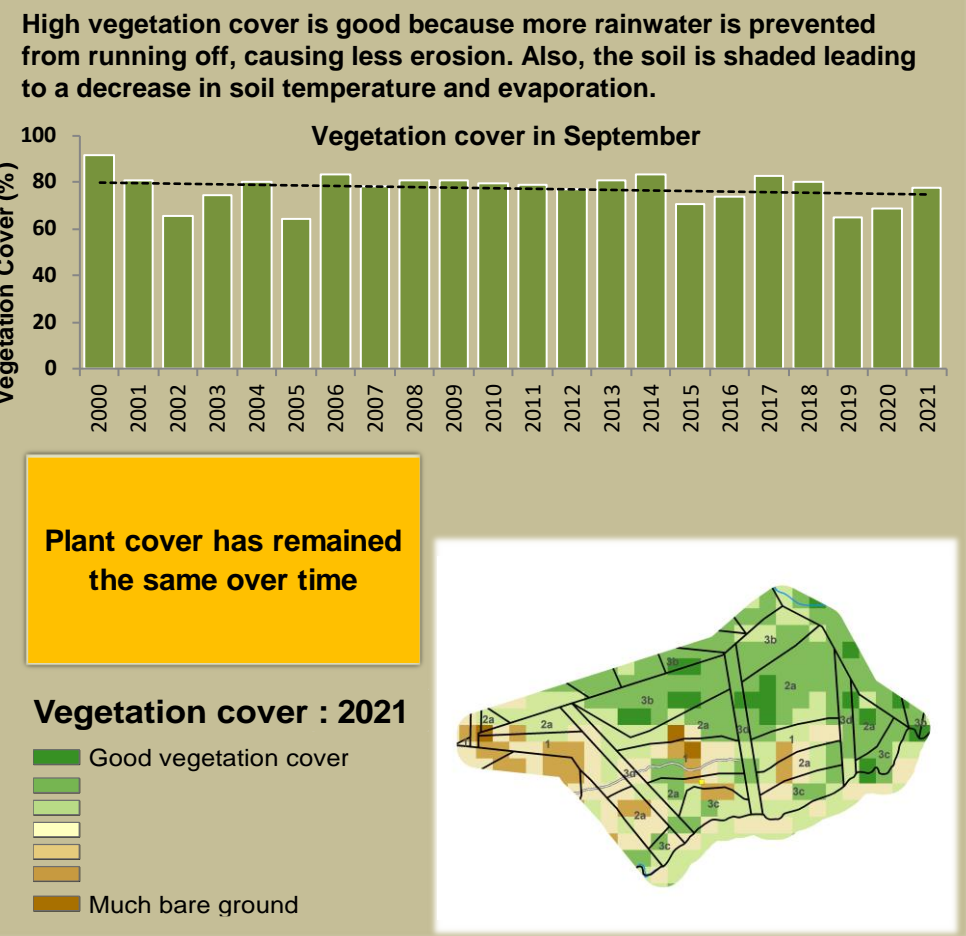 High vegetation cover is good because more rainwater is prevented
from running off, causing less erosion. Also, the soil is shaded leading
to a decrease in soil temperature and evaporation.
Vegetation cover in September
Vegetation Cover (%)
100
80
60
40
20
0
2000 2001 2002 2003 2004 2005 2006 2007 2008 2009 2010 2011 2012 2013 2014 2015 2016 2017 2018 2019 2020 2021
Plant cover has remained
the same over time
Vegetation cover : 2021
Good vegetation cover
Much bare ground
3b
3b
3b
2a
2a
2a
2a
3d
3d
2a
3b
1
1
1
3d
2a
3c
2a
3c
3c
2a
3c